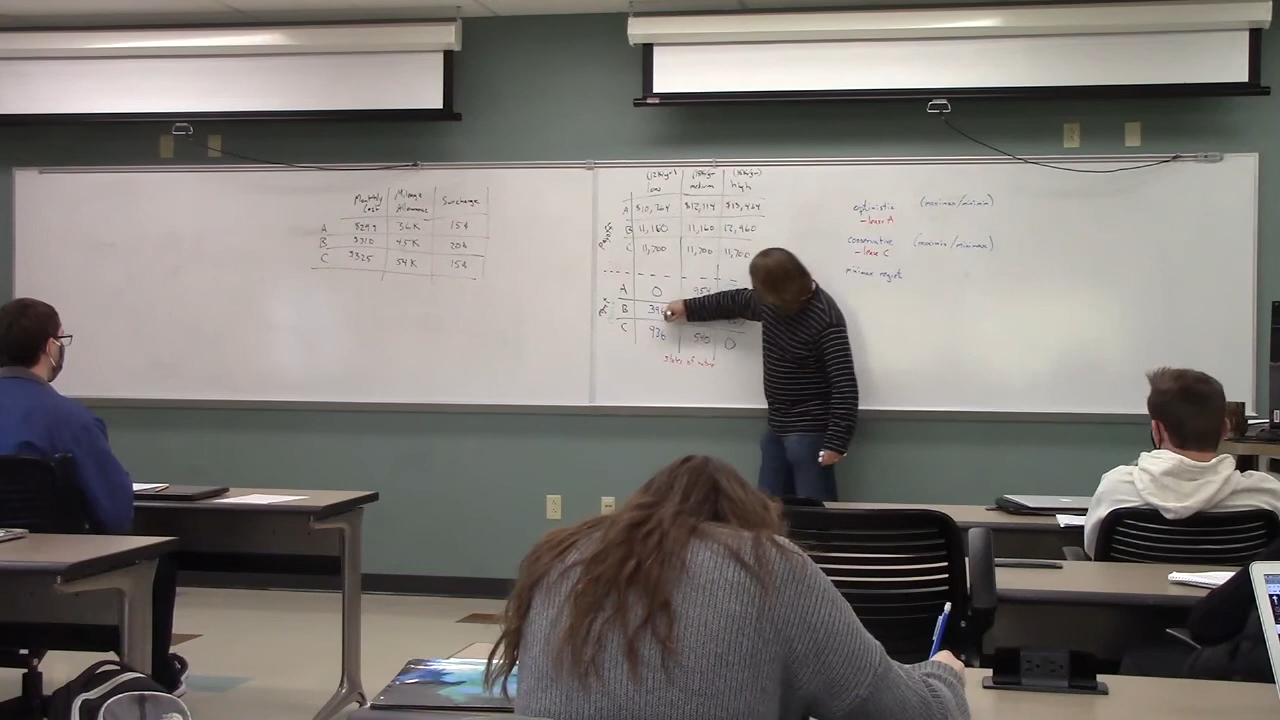 Monthly Cost Mileage Allowance Surcharge
A $299 36K 15¢
B $310 45K 20¢
C $325 54K 15¢
(12K/yr) (15K/yr) (18K/yr)
low medium high
A $10,764 $12,114 $13,464
B 11,160 11,160 12,960
C 11,700 11,700 11,700
A 0 954
B 396
C 936 540 0
states of nature
optimistic (maximax/minimin)
-lease A
conservative (maximin/minimax)
-lease C
minimax regret